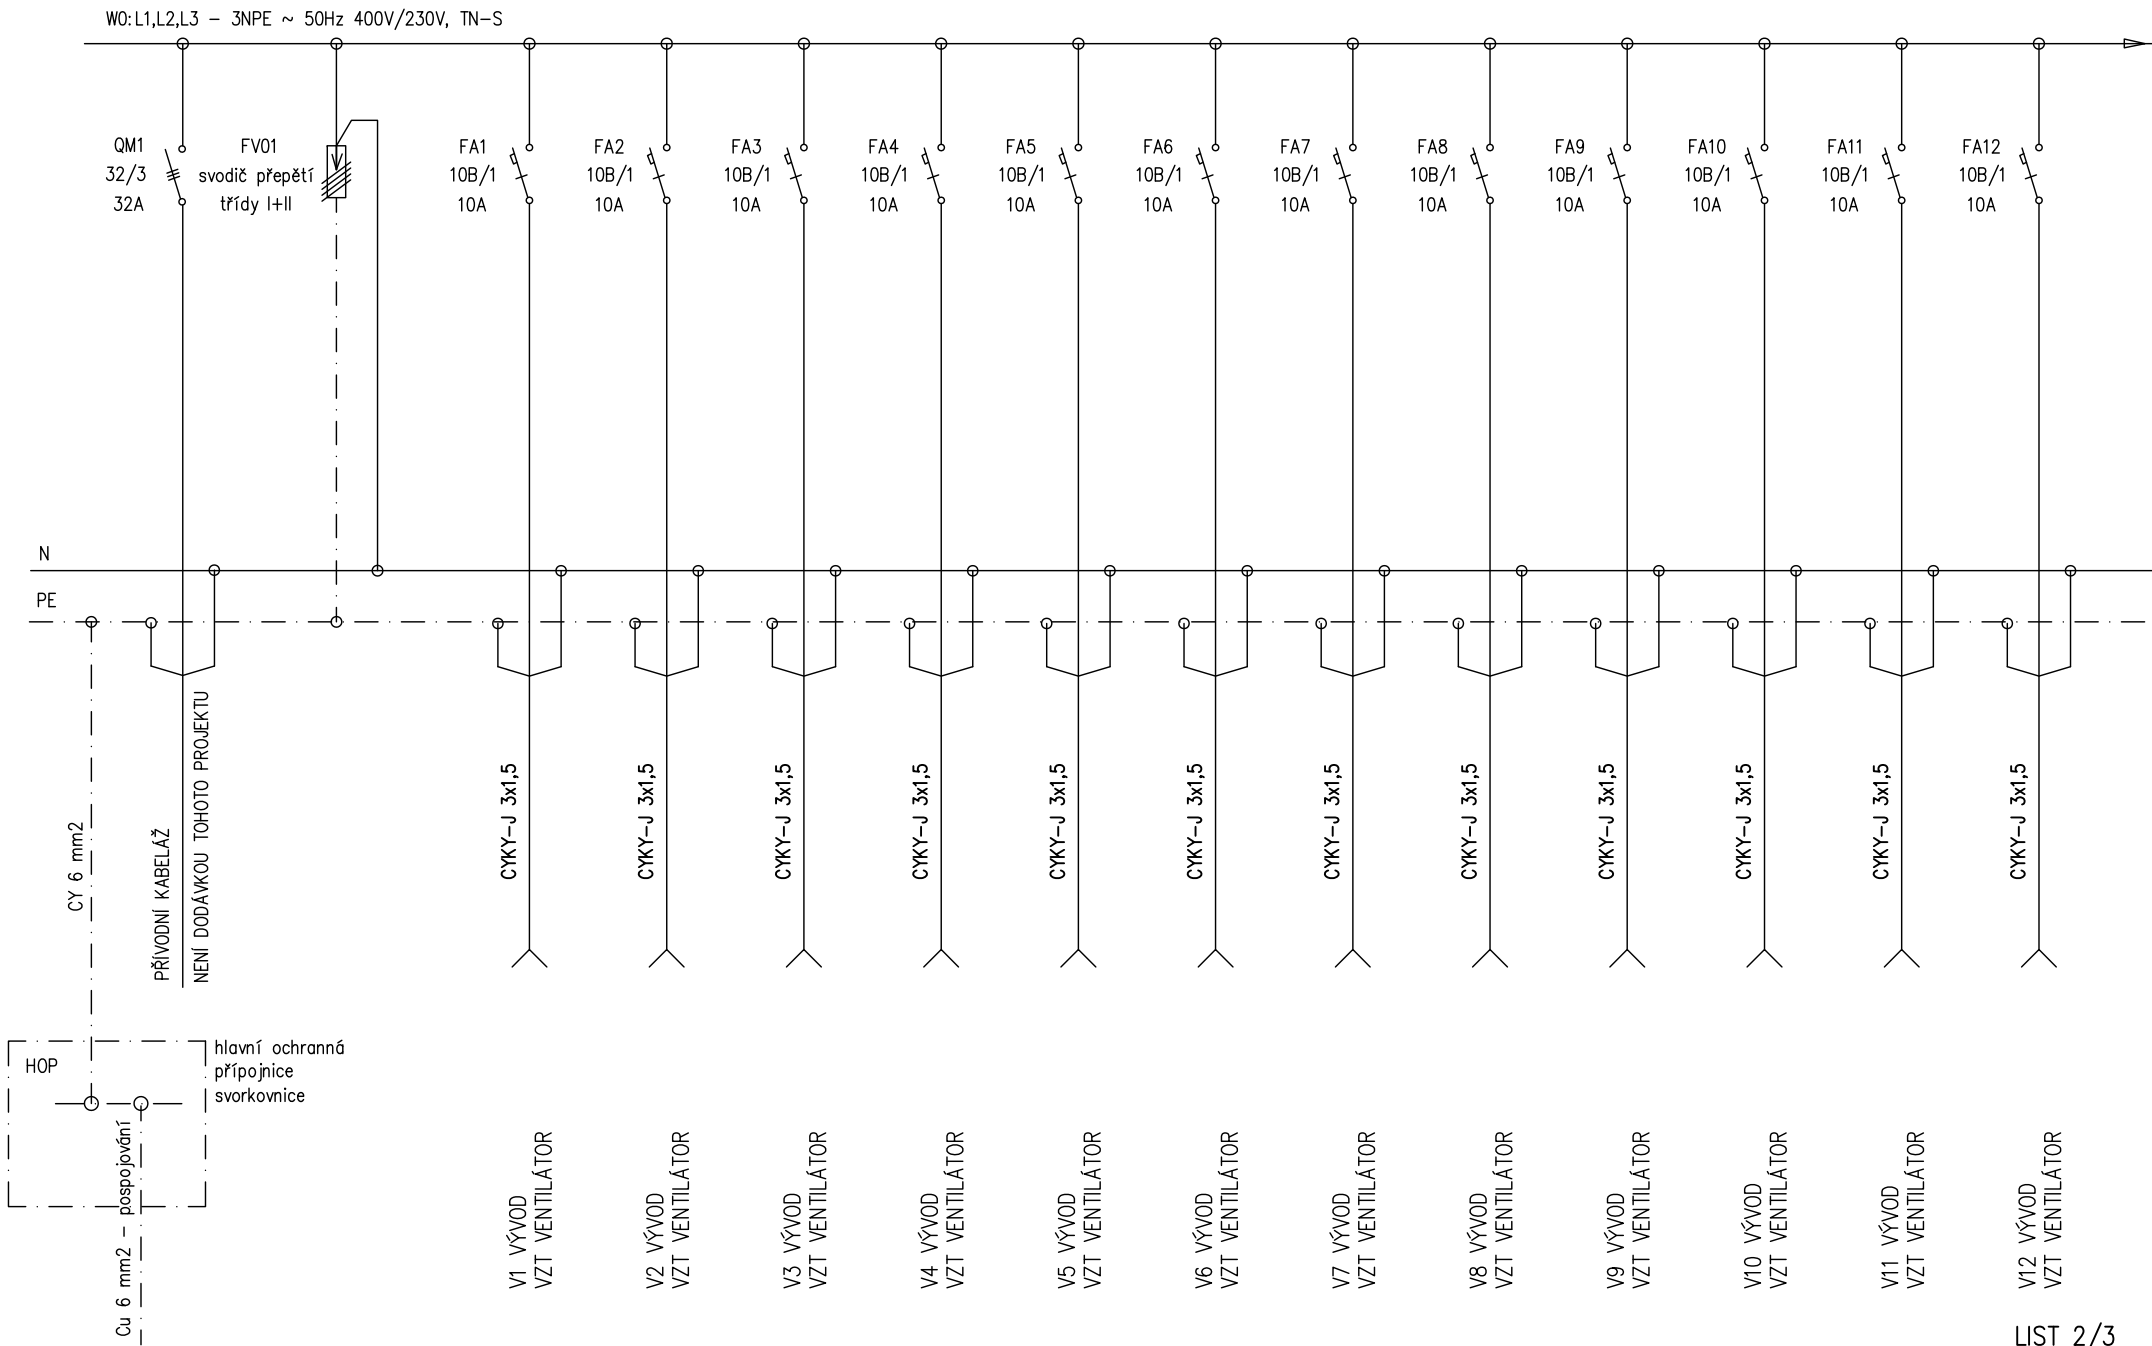 WO:L1,L2,L3 – 3NPE ~ 50Hz 400V/230V, TN–S
QM1
32/3
32A
FV01
svodič přepětí
třídy I+II
FA1
10B/1
10A
FA2
10B/1
10A
FA3
10B/1
10A
FA4
10B/1
10A
FA5
10B/1
10A
FA6
10B/1
10A
FA7
10B/1
10A
FA8
10B/1
10A
FA9
10B/1
10A
FA10
10B/1
10A
FA11
10B/1
10A
FA12
10B/1
10A
N
PE
CY 6 mm2
PŘÍVODNÍ KABELÁŽ
NENÍ DODÁVKOU TOHOTO PROJEKTU
CYKY–J 3x1,5
CYKY–J 3x1,5
CYKY–J 3x1,5
CYKY–J 3x1,5
CYKY–J 3x1,5
CYKY–J 3x1,5
CYKY–J 3x1,5
CYKY–J 3x1,5
CYKY–J 3x1,5
CYKY–J 3x1,5
CYKY–J 3x1,5
CYKY–J 3x1,5
HOP
hlavní ochranná
přípojnice
svorkovnice
Cu 6 mm2 – pospojování
V1 VÝVOD
VZT VENTILÁTOR
V2 VÝVOD
VZT VENTILÁTOR
V3 VÝVOD
VZT VENTILÁTOR
V4 VÝVOD
VZT VENTILÁTOR
V5 VÝVOD
VZT VENTILÁTOR
V6 VÝVOD
VZT VENTILÁTOR
V7 VÝVOD
VZT VENTILÁTOR
V8 VÝVOD
VZT VENTILÁTOR
V9 VÝVOD
VZT VENTILÁTOR
V10 VÝVOD
VZT VENTILÁTOR
V11 VÝVOD
VZT VENTILÁTOR
V12 VÝVOD
VZT VENTILÁTOR
LIST 2/3